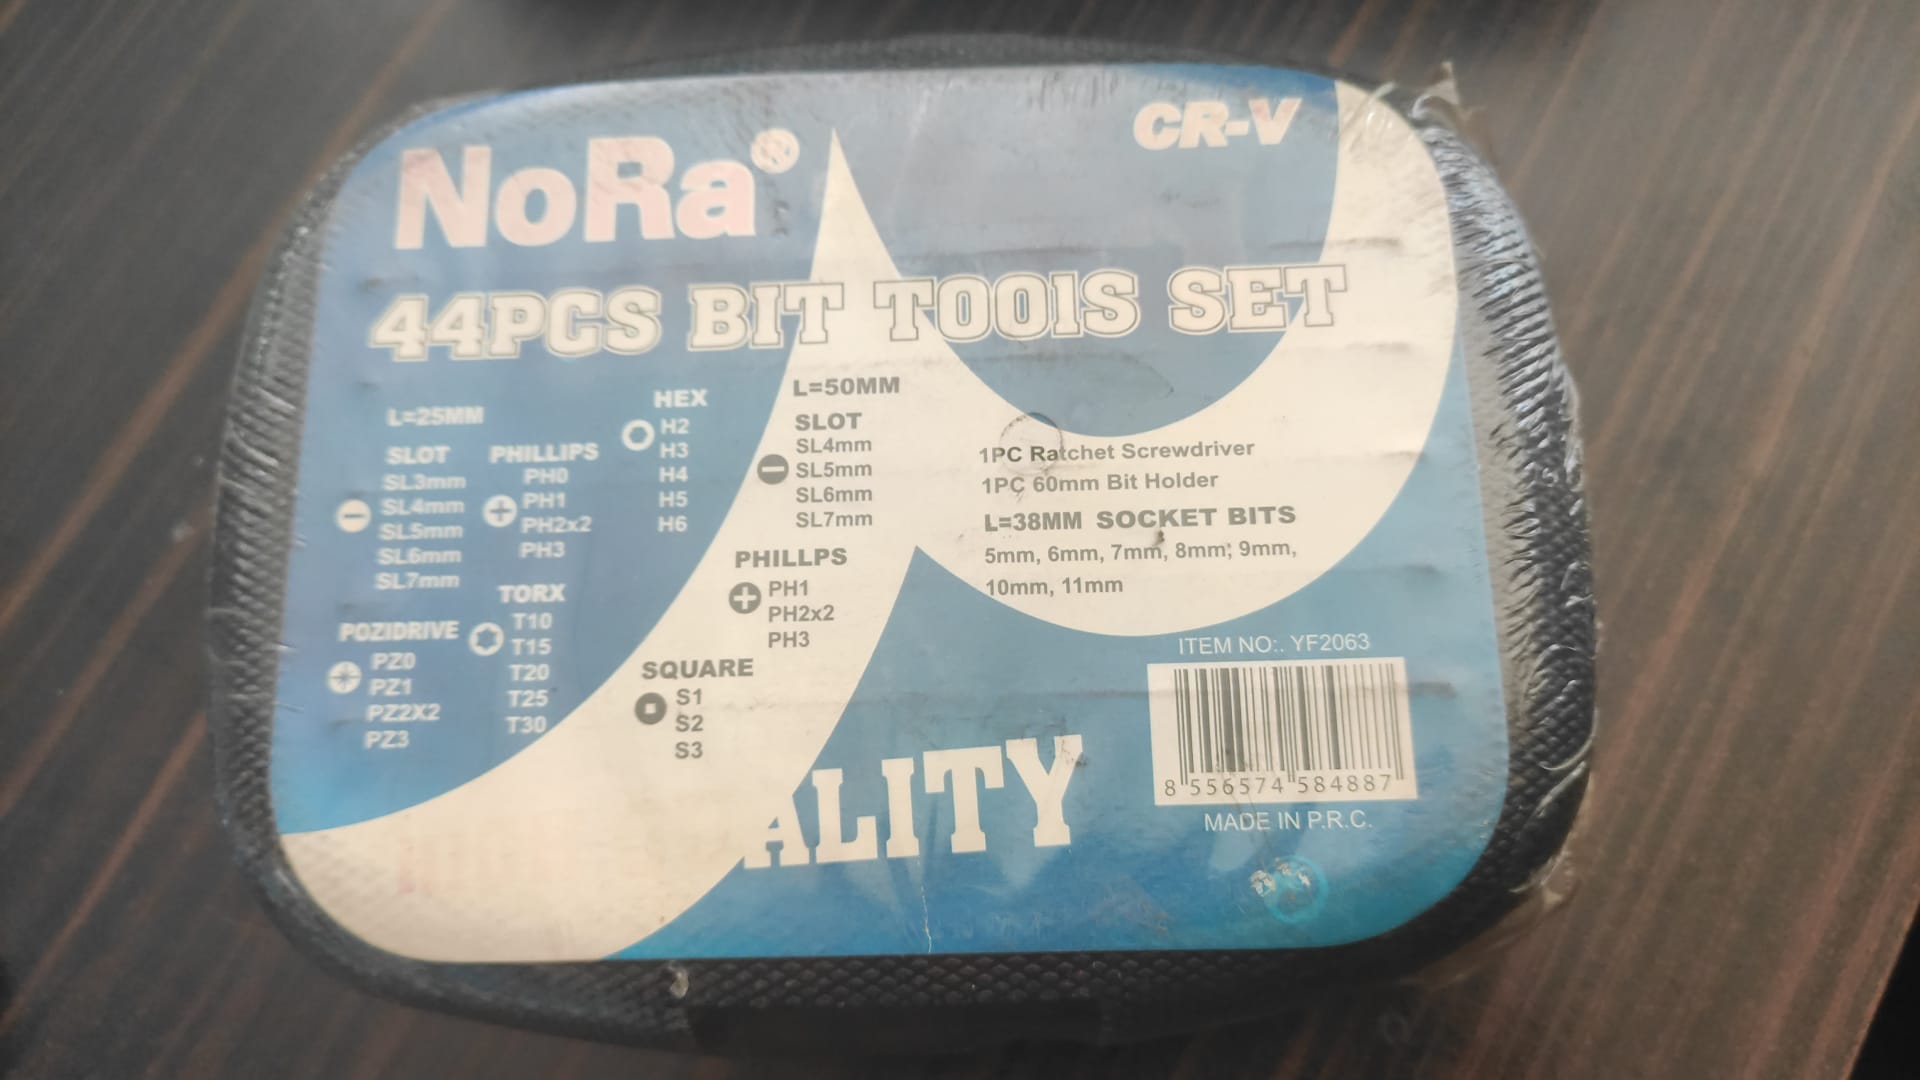 NoRa®
CR-V
44PCS BIT TOOlS SET
L=25MM
SLOT
SL3mm
SL4mm
SL5mm
SL6mm
SL7mm
PHILLIPS
PH0
PH1
PH2x2
PH3
HEX
H2
H3
H4
H5
H6
POZIDRIVE
PZ0
PZ1
PZ2X2
PZ3
TORX
T10
T15
T20
T25
T30
L=50MM
SLOT
SL4mm
SL5mm
SL6mm
SL7mm
PHILLPS
PH1
PH2x2
PH3
SQUARE
S1
S2
S3
1PC Ratchet Screwdriver
1PC 60mm Bit Holder
L=38MM SOCKET BITS
5mm, 6mm, 7mm, 8mm, 9mm,
10mm, 11mm
ITEM NO:. YF2063
8 556574 584887
MADE IN P.R.C.
HIGH QUALITY